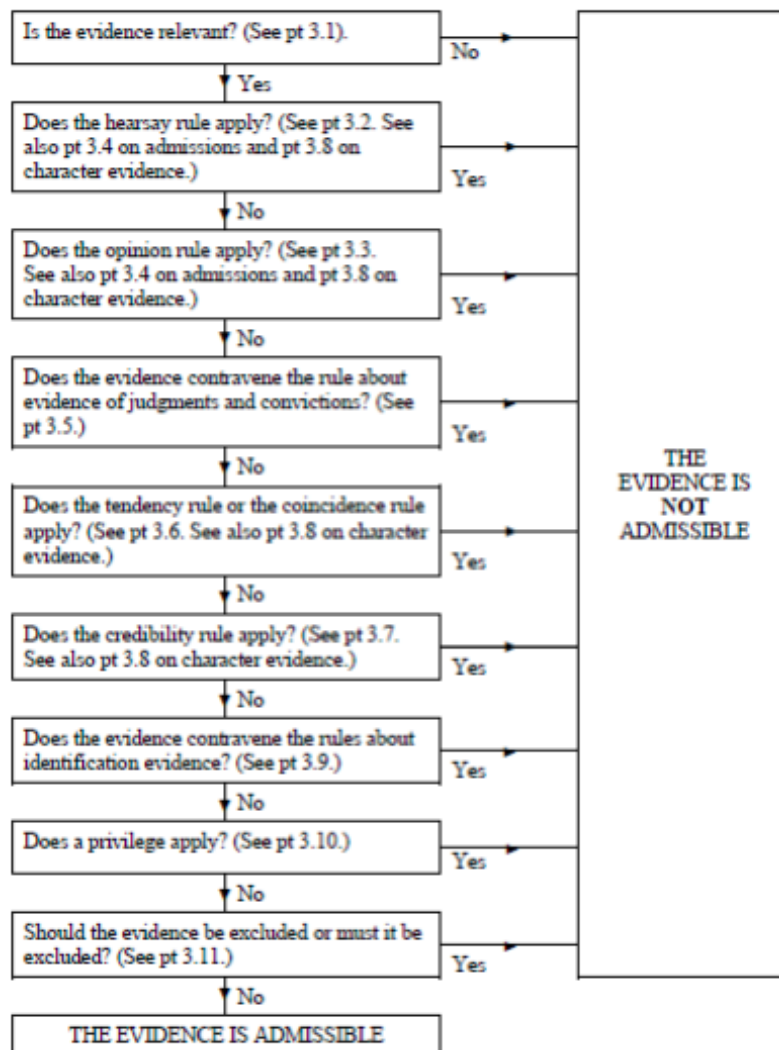 Is the evidence relevant? (See pt 3.1).
No
Yes
Does the hearsay rule apply? (See pt 3.2. See
also pt 3.4 on admissions and pt 3.8 on
character evidence.)
Yes
No
Does the opinion rule apply? (See pt 3.3.
See also pt 3.4 on admissions and pt 3.8 on
character evidence.)
Yes
No
Does the evidence contravene the rule about
evidence of judgments and convictions? (See
pt 3.5.)
Yes
No
Does the tendency rule or the coincidence rule
apply? (See pt 3.6. See also pt 3.8 on character
evidence.)
Yes
No
Does the credibility rule apply? (See pt 3.7.
See also pt 3.8 on character evidence.)
Yes
No
Does the evidence contravene the rules about
identification evidence? (See pt 3.9.)
Yes
No
Does a privilege apply? (See pt 3.10.)
Yes
No
Should the evidence be excluded or must it be
excluded? (See pt 3.11.)
Yes
No
THE EVIDENCE IS ADMISSIBLE
THE
EVIDENCE IS
NOT
ADMISSIBLE